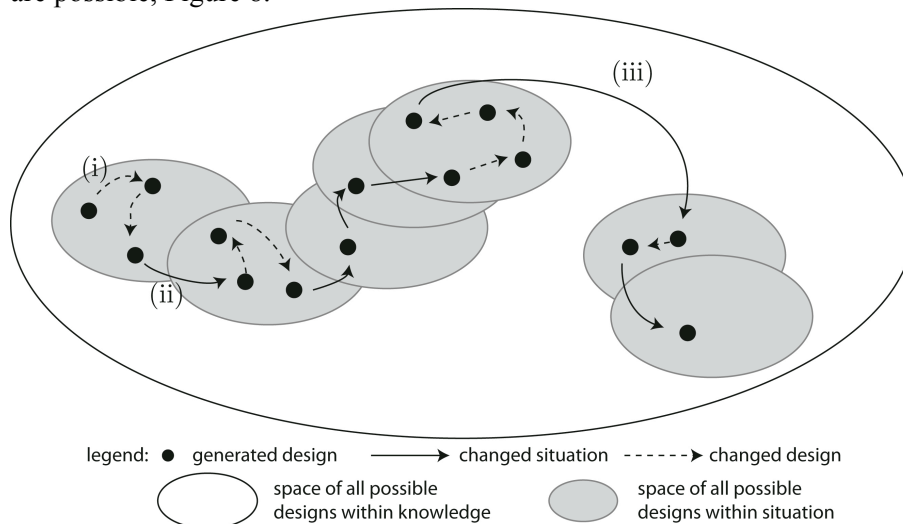 are possible, Figure 6.
(iii)
(i)
(ii)
legend: generated design changed situation changed design
space of all possible
designs within knowledge
space of all possible
designs within situation